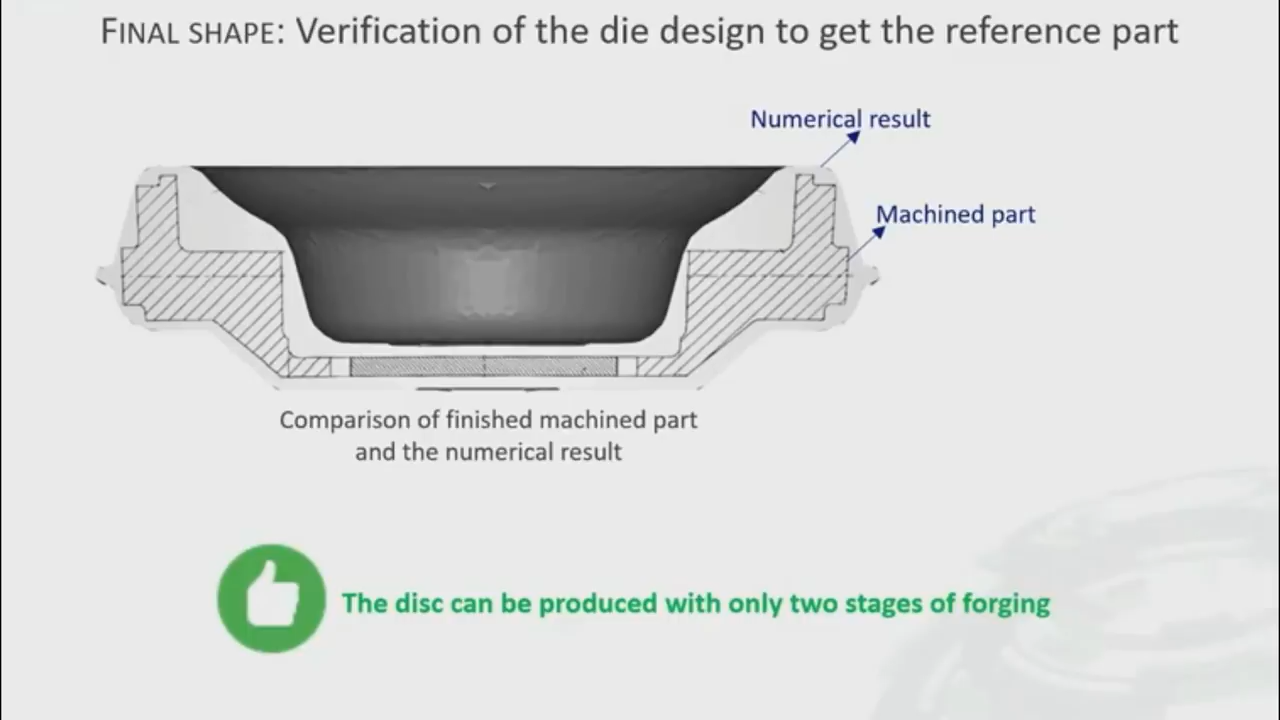 FINAL SHAPE: Verification of the die design to get the reference part
Numerical result
Machined part
Comparison of finished machined part
and the numerical result
The disc can be produced with only two stages of forging